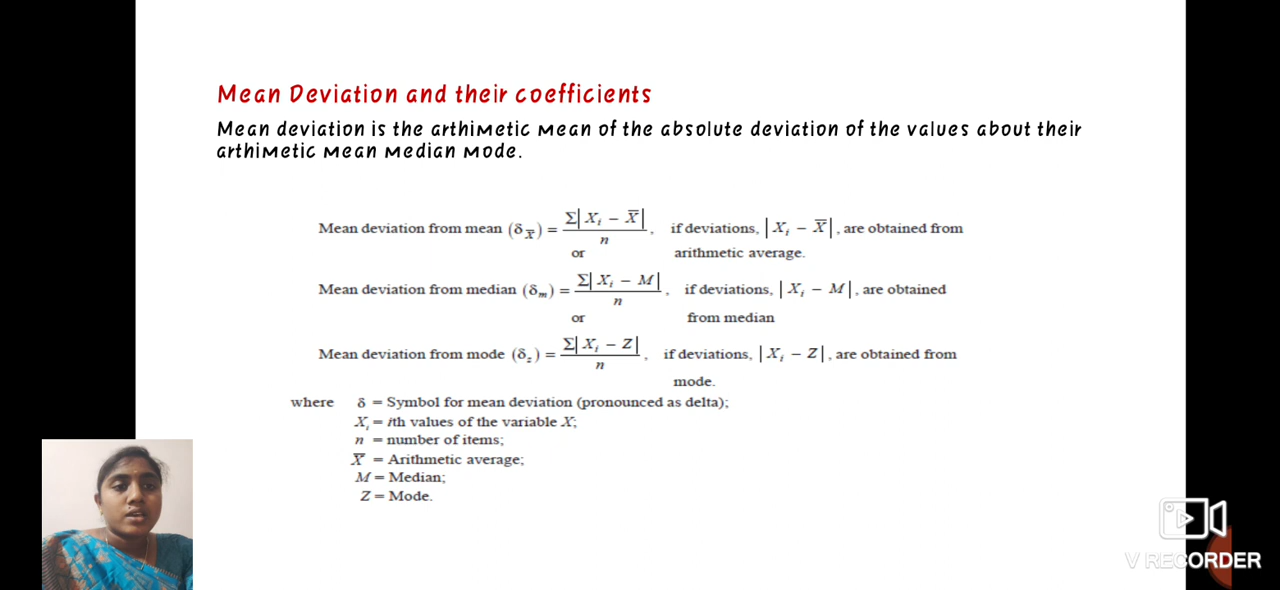 Mean Deviation and their coefficients
Mean deviation is the arthimetic mean of the absolute deviation of the values about their
arthimetic mean median mode.
Mean deviation from mean (δ_X̅) = Σ|X_i − X̅| / n, if deviations, |X_i − X̅|, are obtained from
or arithmetic average.
Mean deviation from median (δ_m) = Σ|X_i − M| / n, if deviations, |X_i − M|, are obtained
or from median
Mean deviation from mode (δ_z) = Σ|X_i − Z| / n, if deviations, |X_i − Z|, are obtained from
mode.
where δ = Symbol for mean deviation (pronounced as delta);
X_i = ith values of the variable X;
n = number of items;
X̅ = Arithmetic average;
M = Median;
Z = Mode.
V RECORDER